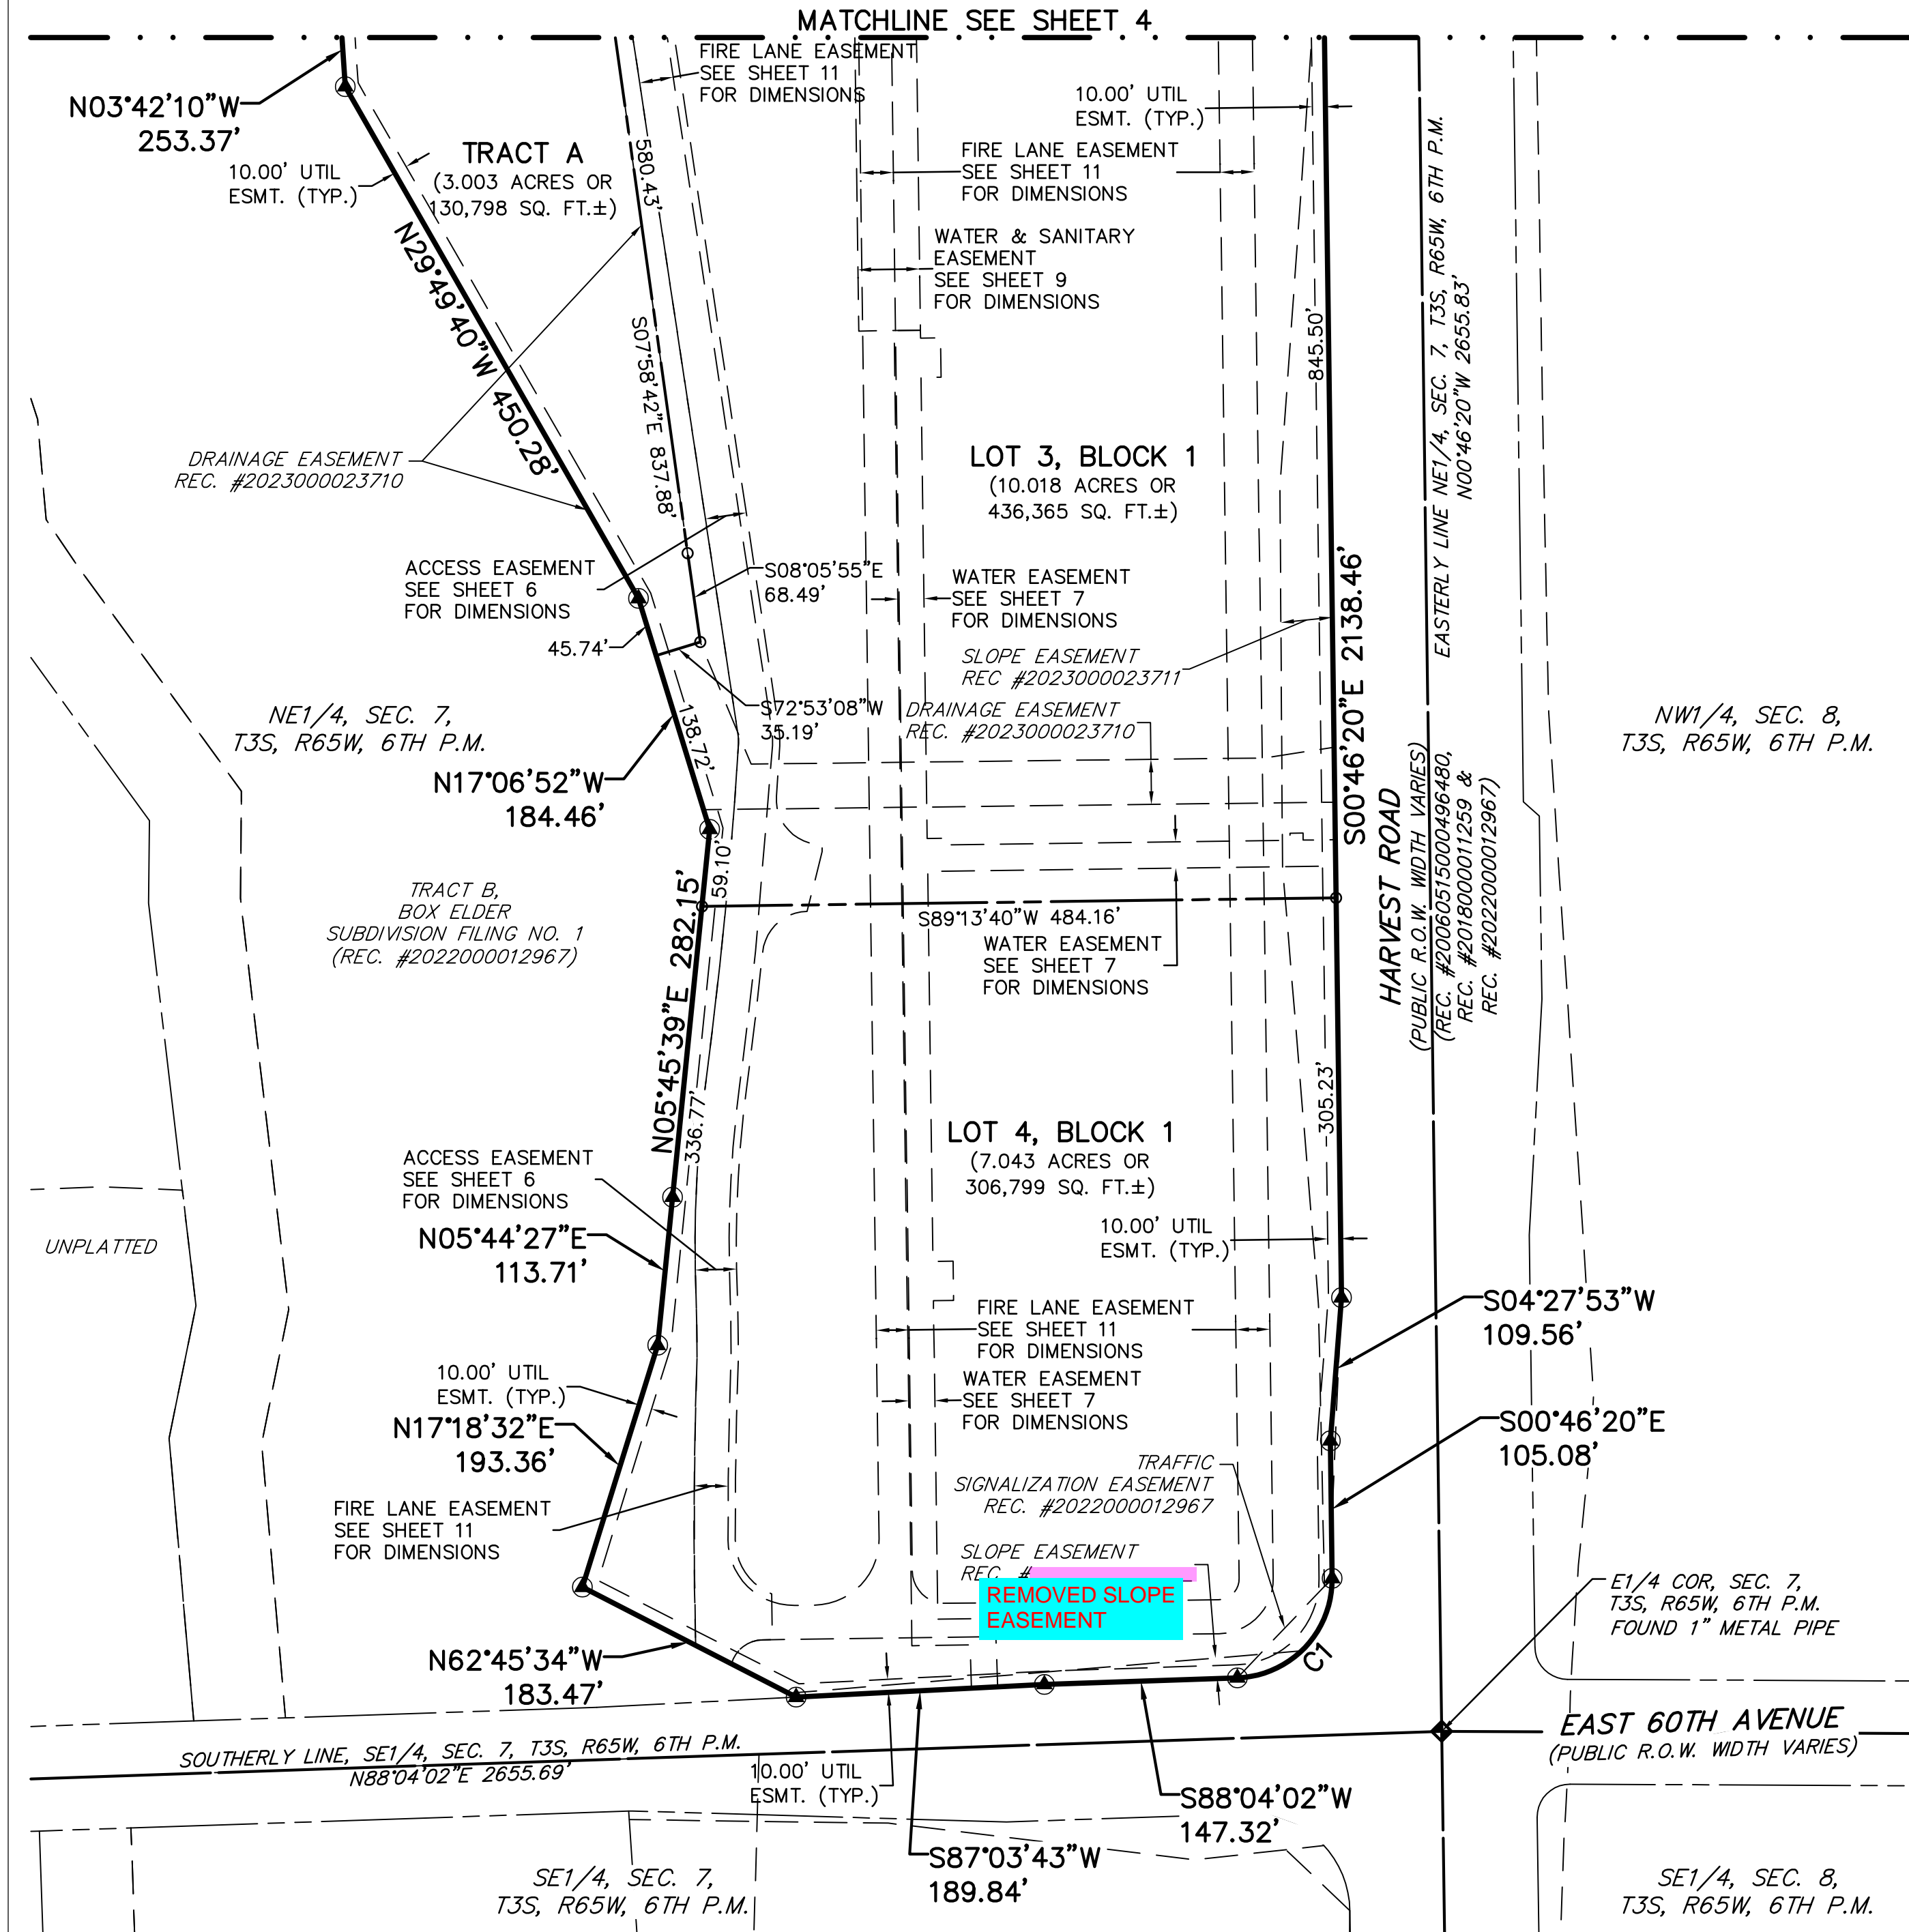 MATCHLINE SEE SHEET 4
FIRE LANE EASEMENT
SEE SHEET 11
FOR DIMENSIONS
N03°42'10"W
253.37'
10.00' UTIL
ESMT. (TYP.)
TRACT A
(3.003 ACRES OR
130,798 SQ. FT.±)
10.00' UTIL
ESMT. (TYP.)
FIRE LANE EASEMENT
SEE SHEET 11
FOR DIMENSIONS
WATER & SANITARY
EASEMENT
SEE SHEET 9
FOR DIMENSIONS
580.43'
N29°49'40"W 450.28'
S07°58'42"E 837.88'
845.50'
EASTERLY LINE NE1/4, SEC. 7, T3S, R65W, 6TH P.M.
N00°46'20"W 2655.83'
DRAINAGE EASEMENT
REC. #2023000023710
LOT 3, BLOCK 1
(10.018 ACRES OR
436,365 SQ. FT.±)
ACCESS EASEMENT
SEE SHEET 6
FOR DIMENSIONS
S08°05'55"E
68.49'
WATER EASEMENT
SEE SHEET 7
FOR DIMENSIONS
45.74'
SLOPE EASEMENT
REC #2023000023711
S00°46'20"E 2138.46'
S72°53'08"W
35.19'
DRAINAGE EASEMENT
REC. #2023000023710
NE1/4, SEC. 7,
T3S, R65W, 6TH P.M.
NW1/4, SEC. 8,
T3S, R65W, 6TH P.M.
138.72'
N17°06'52"W
184.46'
HARVEST ROAD
(PUBLIC R.O.W. WIDTH VARIES)
(REC. #2006051500496480,
REC. #2018000011259 &
REC. #2022000012967)
59.10'
TRACT B,
BOX ELDER
SUBDIVISION FILING NO. 1
(REC. #2022000012967)
N05°45'39"E 282.15'
S89°13'40"W 484.16'
WATER EASEMENT
SEE SHEET 7
FOR DIMENSIONS
336.77'
305.23'
LOT 4, BLOCK 1
(7.043 ACRES OR
306,799 SQ. FT.±)
ACCESS EASEMENT
SEE SHEET 6
FOR DIMENSIONS
UNPLATTED
N05°44'27"E
113.71'
10.00' UTIL
ESMT. (TYP.)
FIRE LANE EASEMENT
SEE SHEET 11
FOR DIMENSIONS
S04°27'53"W
109.56'
10.00' UTIL
ESMT. (TYP.)
WATER EASEMENT
SEE SHEET 7
FOR DIMENSIONS
N17°18'32"E
193.36'
S00°46'20"E
105.08'
TRAFFIC
SIGNALIZATION EASEMENT
REC. #2022000012967
FIRE LANE EASEMENT
SEE SHEET 11
FOR DIMENSIONS
SLOPE EASEMENT
REC. #
REMOVED SLOPE
EASEMENT
E1/4 COR, SEC. 7,
T3S, R65W, 6TH P.M.
FOUND 1" METAL PIPE
C1
N62°45'34"W
183.47'
EAST 60TH AVENUE
(PUBLIC R.O.W. WIDTH VARIES)
SOUTHERLY LINE, SE1/4, SEC. 7, T3S, R65W, 6TH P.M.
N88°04'02"E 2655.69'
10.00' UTIL
ESMT. (TYP.)
S88°04'02"W
147.32'
S87°03'43"W
189.84'
SE1/4, SEC. 7,
T3S, R65W, 6TH P.M.
SE1/4, SEC. 8,
T3S, R65W, 6TH P.M.